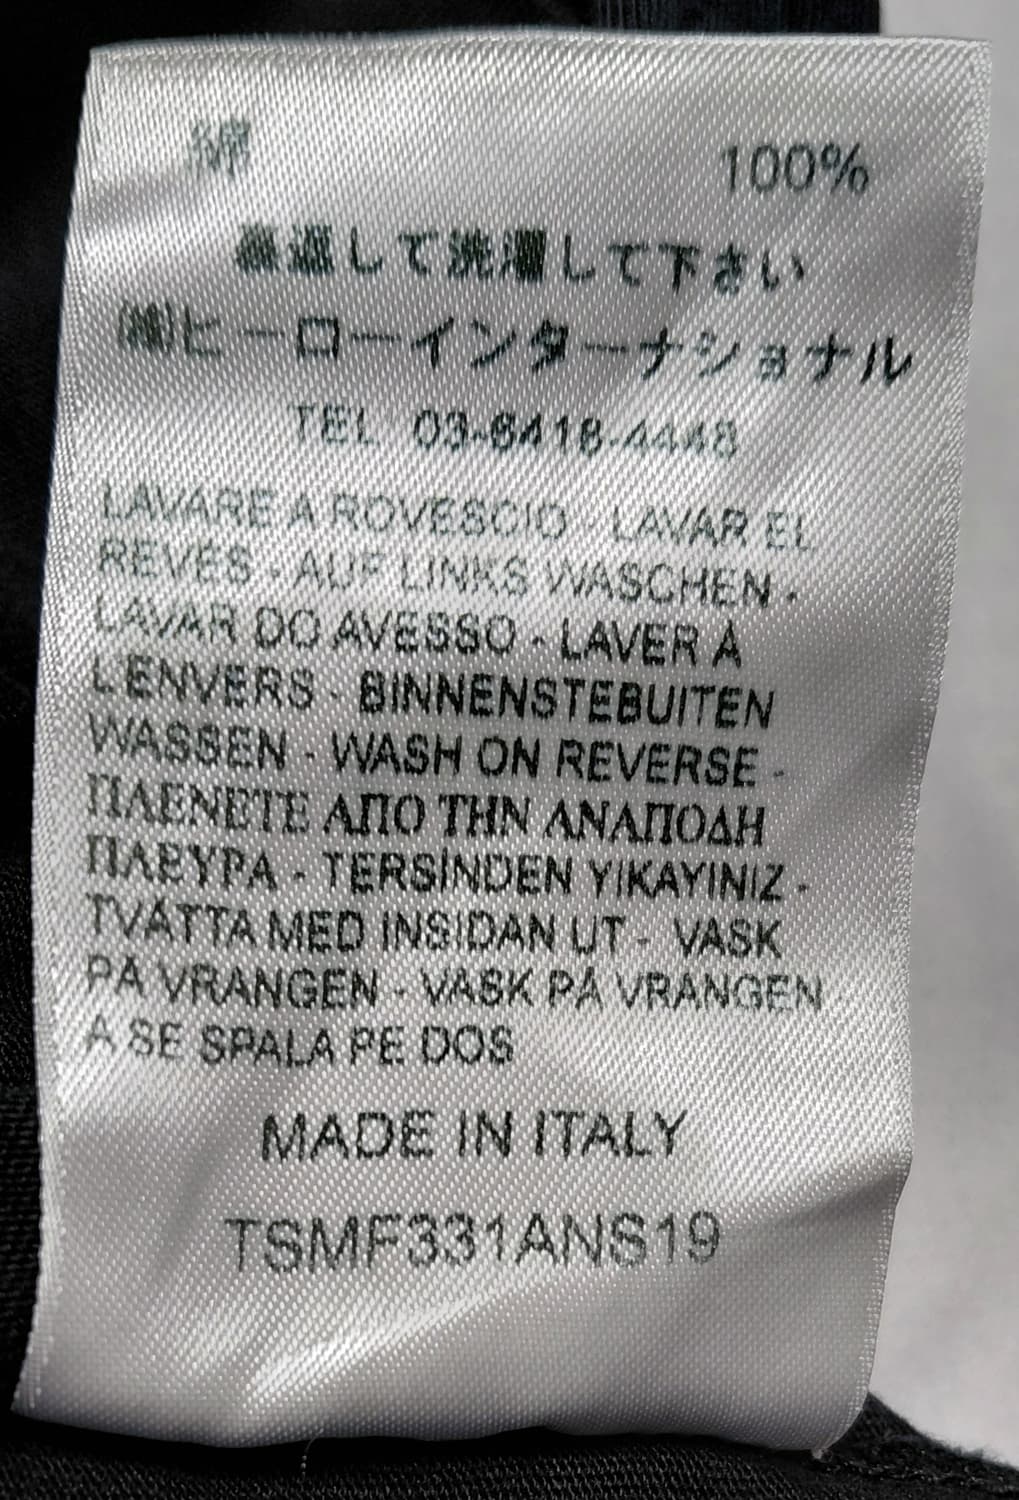 綿 100%
裏返して洗濯して下さい
㈱ヒーローインターナショナル
TEL 03-6418-4448
LAVARE A ROVESCIO - LAVAR EL
REVÉS - AUF LINKS WASCHEN -
LAVAR DO AVESSO - LAVER À
L'ENVERS - BINNENSTEBUITEN
WASSEN - WASH ON REVERSE -
ΠΛΕΝΕΤΕ ΑΠΟ ΤΗΝ ΑΝΑΠΟΔΗ
ΠΛΕΥΡΑ - TERSİNDEN YIKAYINIZ -
TVÄTTA MED INSIDAN UT - VASK
PÅ VRANGEN - VASK PÅ VRANGEN
A SE SPALA PE DOS
MADE IN ITALY
TSMF331ANS19